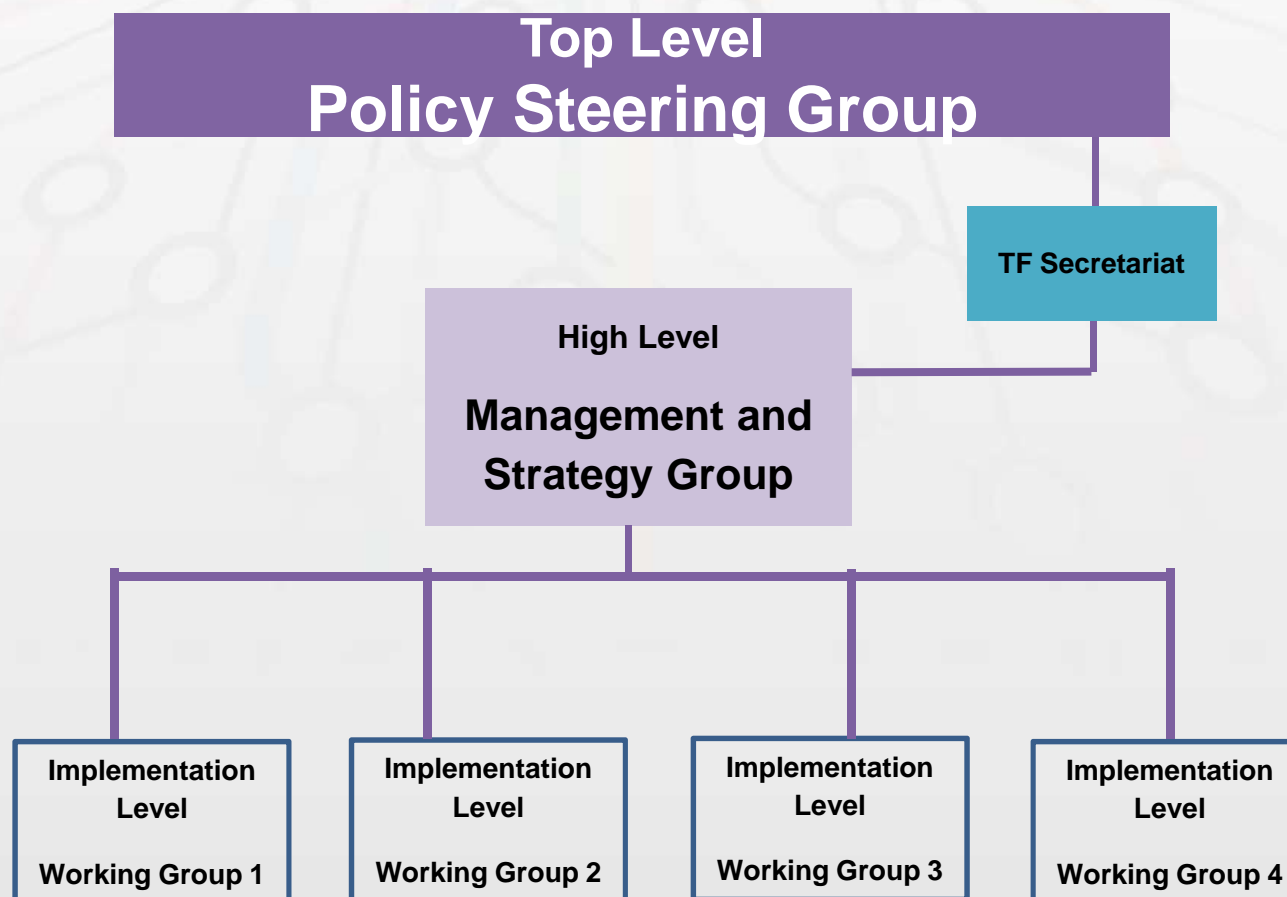 Top Level
Policy Steering Group
TF Secretariat
High Level
Management and
Strategy Group
Implementation
Level
Working Group 1
Implementation
Level
Working Group 2
Implementation
Level
Working Group 3
Implementation
Level
Working Group 4